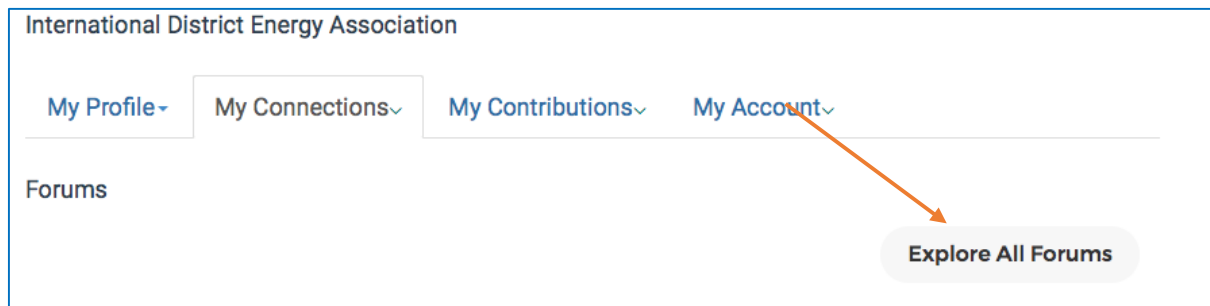 International District Energy Association
My Profile My Connections My Contributions My Account
Forums
Explore All Forums